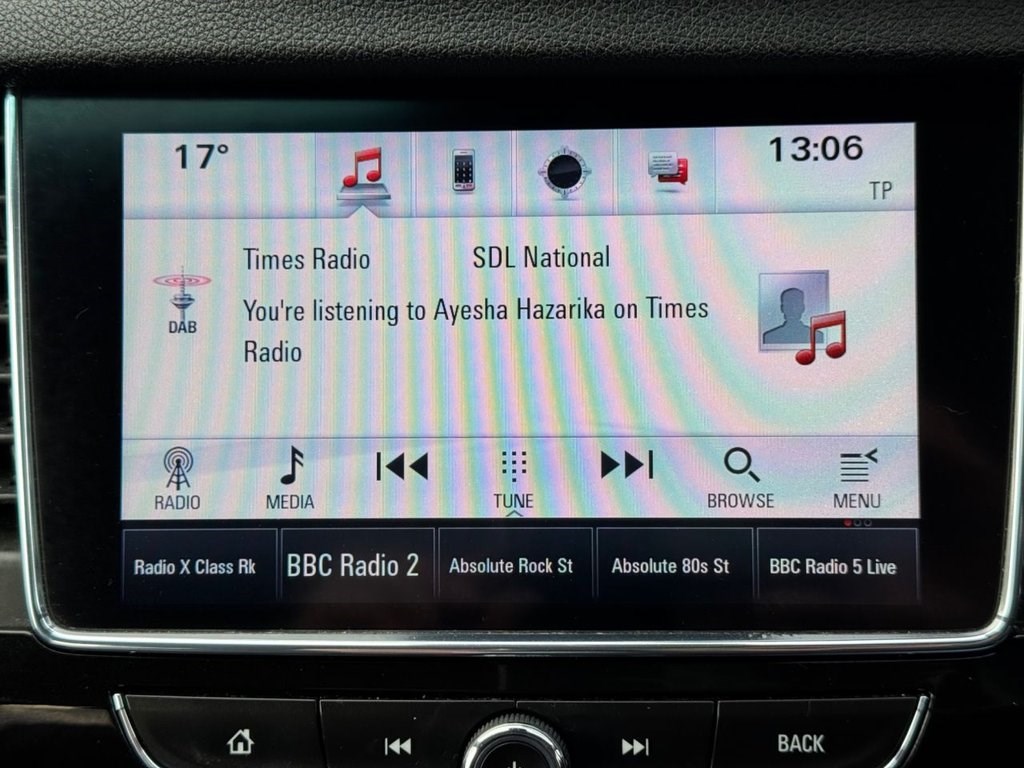 17°
13:06
TP
Times Radio
SDL National
You're listening to Ayesha Hazarika on Times
Radio
DAB
RADIO
MEDIA
TUNE
BROWSE
MENU
Radio X Class Rk
BBC Radio 2
Absolute Rock St
Absolute 80s St
BBC Radio 5 Live
BACK